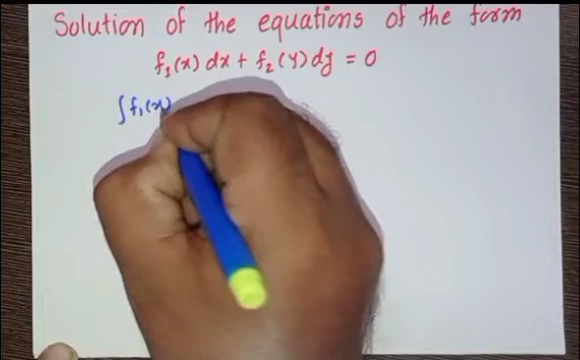 Solution of the equations of the form
f₁(x) dx + f₂(y) dy = 0
∫f₁(x)